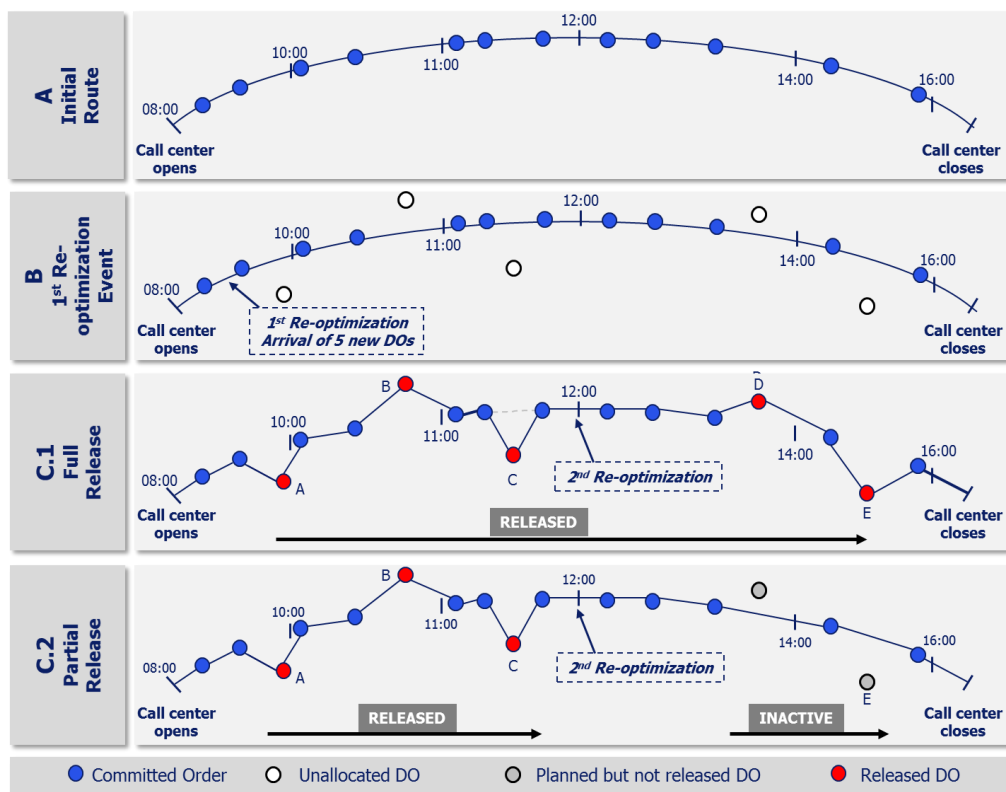 A
Initial
Route
08:00
10:00
11:00
12:00
14:00
16:00
Call center
opens
Call center
closes
B
1st Re-
optimization
Event
08:00
10:00
11:00
12:00
14:00
16:00
Call center
opens
1st Re-optimization
Arrival of 5 new DOs
Call center
closes
C.1
Full
Release
08:00
A
10:00
B
11:00
C
12:00
2nd Re-optimization
D
14:00
E
16:00
Call center
opens
RELEASED
Call center
closes
C.2
Partial
Release
08:00
A
10:00
B
11:00
C
12:00
2nd Re-optimization
14:00
E
16:00
Call center
opens
RELEASED
INACTIVE
Call center
closes
Committed Order
Unallocated DO
Planned but not released DO
Released DO